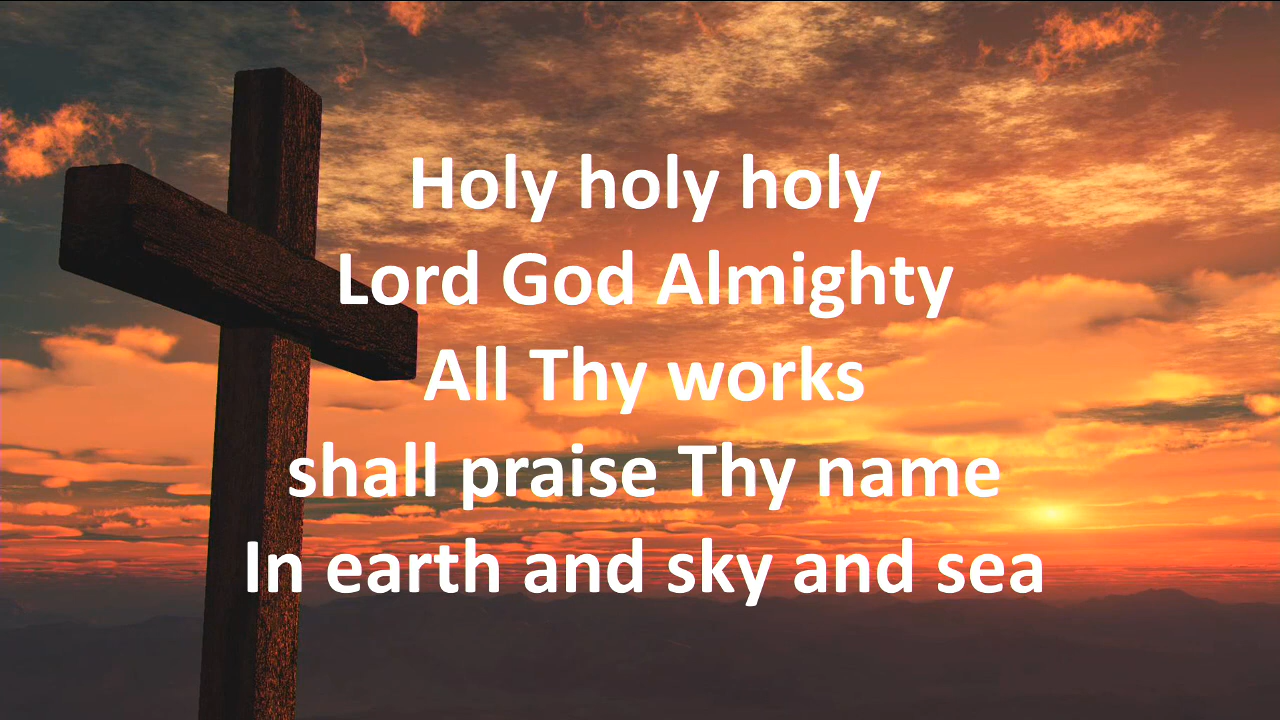 Holy holy holy
Lord God Almighty
All Thy works
shall praise Thy name
In earth and sky and sea